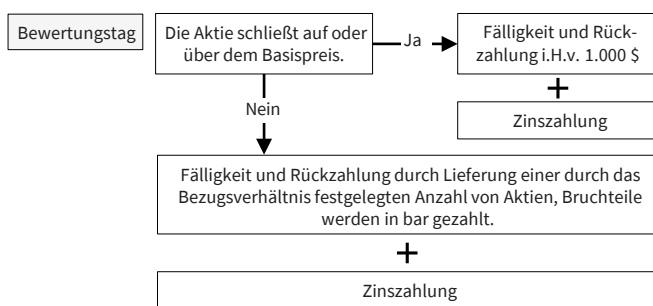 Bewertungstag
Die Aktie schließt auf oder
über dem Basispreis.
Ja
Fälligkeit und Rück-
zahlung i.H.v. 1.000 $
+
Zinszahlung
Nein
Fälligkeit und Rückzahlung durch Lieferung einer durch das
Bezugsverhältnis festgelegten Anzahl von Aktien, Bruchteile
werden in bar gezahlt.
+
Zinszahlung